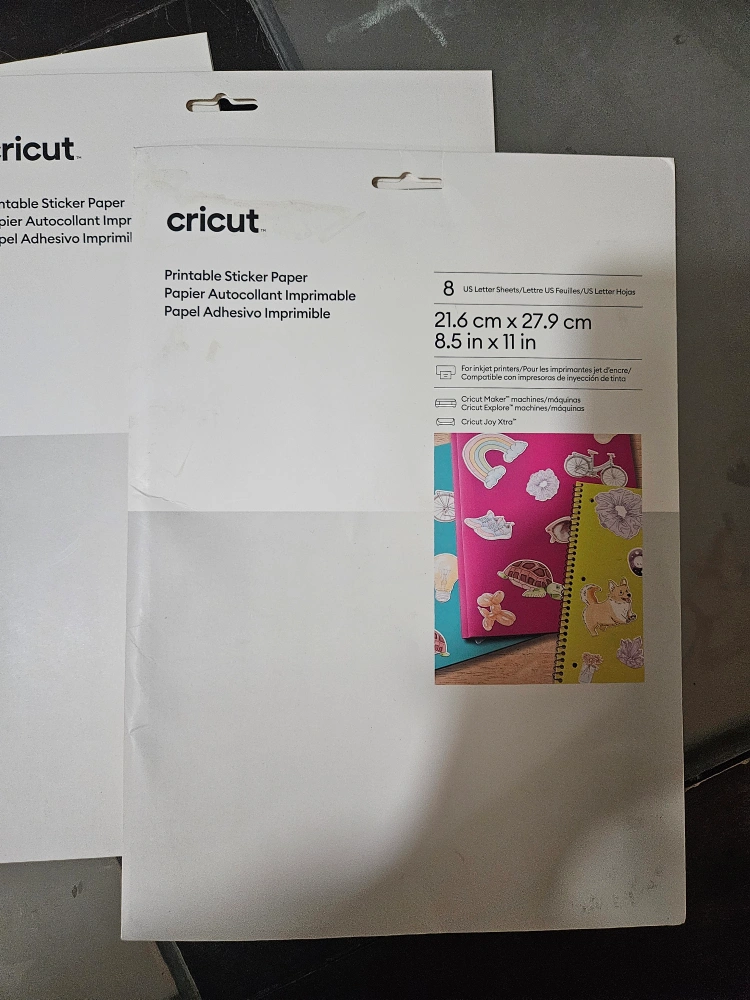 cricut™
ntable Sticker Paper
pier Autocollant Impr
pel Adhesivo Imprimi
cricut™
Printable Sticker Paper
Papier Autocollant Imprimable
Papel Adhesivo Imprimible
8 US Letter Sheets/Lettre US Feuilles/US Letter Hojas
21.6 cm x 27.9 cm
8.5 in x 11 in
For inkjet printers/Pour les imprimantes jet d'encre/
Compatible con impresoras de inyección de tinta
Cricut Maker™ machines/máquinas
Cricut Explore™ machines/máquinas
Cricut Joy Xtra™